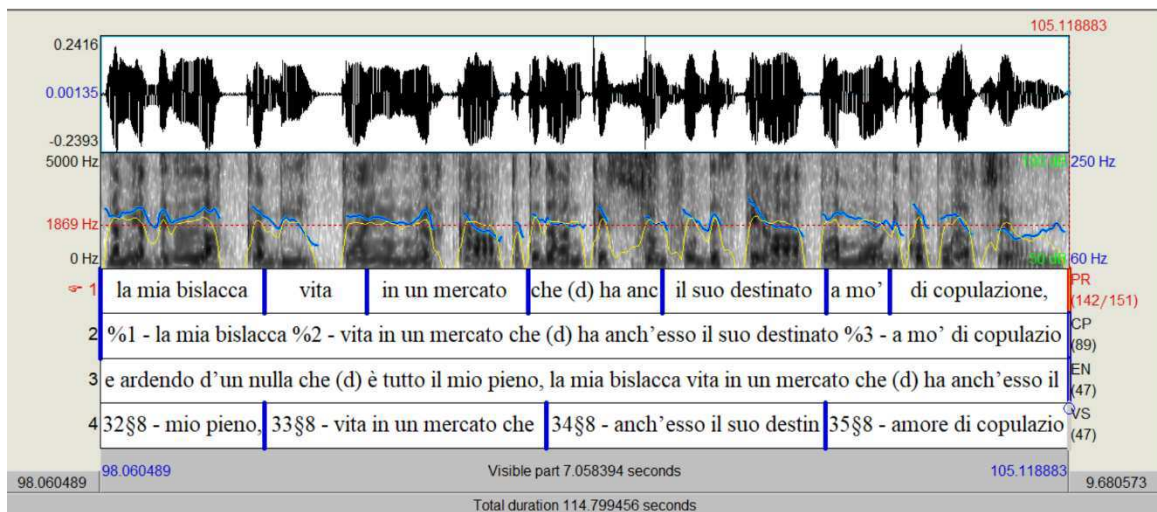 105.118883
0.2416
0.00135
-0.2393
5000 Hz 250 Hz
1869 Hz
0 Hz 60 Hz
1 la mia bislacca vita in un mercato che (d) ha anc il suo destinato a mo’ di copulazione, PR
(142/151)
2 %1 - la mia bislacca %2 - vita in un mercato che (d) ha anch’esso il suo destinato %3 - a mo’ di copulazio CP
(89)
3 e ardendo d’un nulla che (d) è tutto il mio pieno, la mia bislacca vita in un mercato che (d) ha anch’esso il EN
(47)
4 32§8 - mio pieno, 33§8 - vita in un mercato che 34§8 - anch’esso il suo destin 35§8 - amore di copulazio VS
(47)
98.060489 Visible part 7.058394 seconds 105.118883
98.060489 9.680573
Total duration 114.799456 seconds